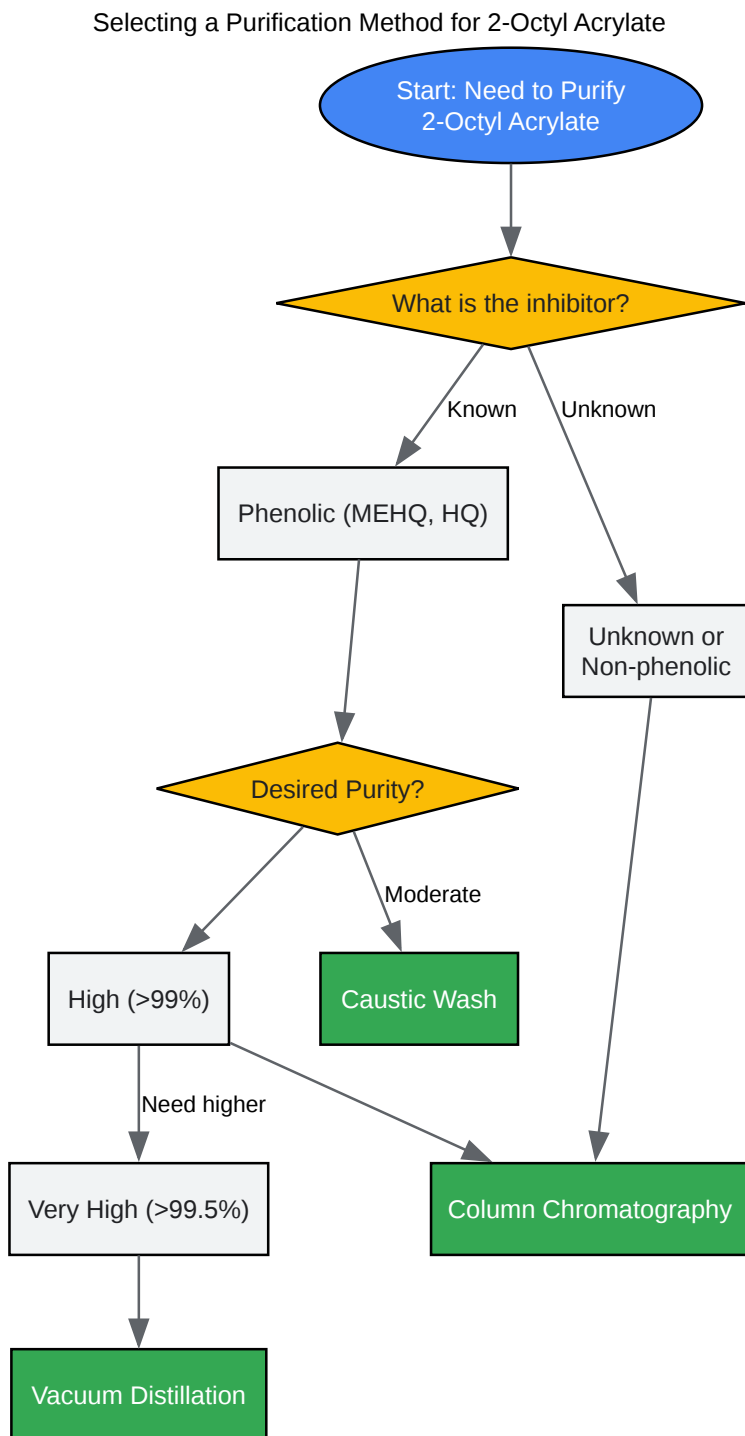 Selecting a Purification Method for 2-Octyl Acrylate
Start: Need to Purify
2-Octyl Acrylate
What is the inhibitor?
Known
Unknown
Phenolic (MEHQ, HQ)
Unknown or
Non-phenolic
Desired Purity?
Moderate
High (>99%)
Caustic Wash
Need higher
Very High (>99.5%)
Column Chromatography
Vacuum Distillation